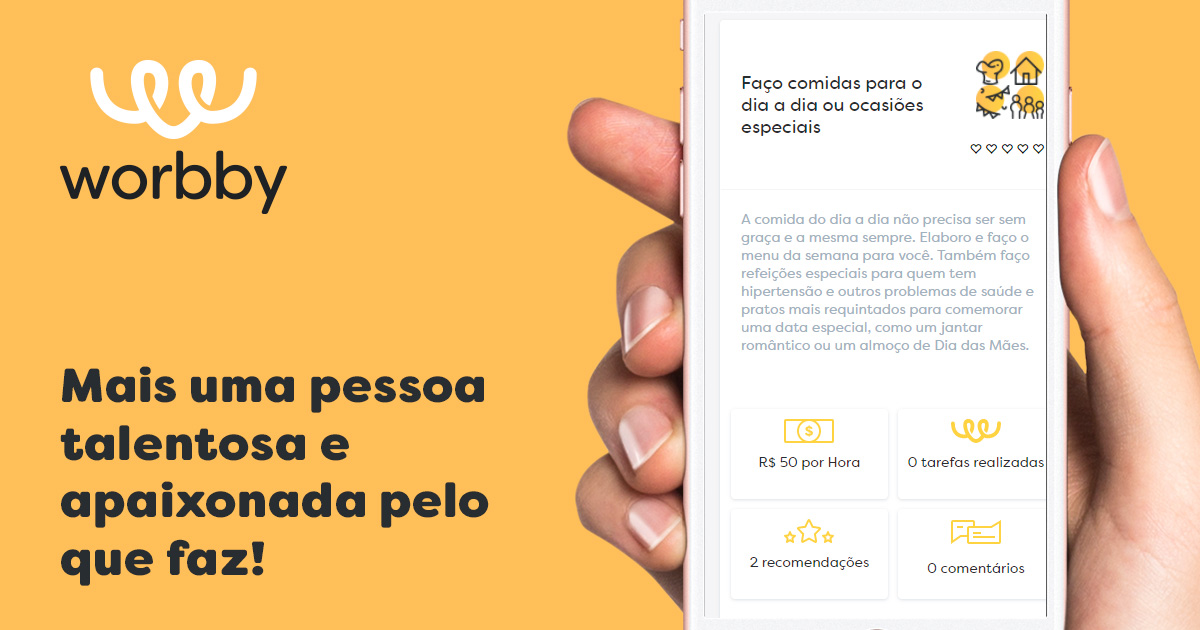 worbby
Mais uma pessoa
talentosa e
apaixonada pelo
que faz!
Faço comidas para o
dia a dia ou ocasiões
especiais
A comida do dia a dia não precisa ser sem
graça e a mesma sempre. Elaboro e faço o
menu da semana para você. Também faço
refeições especiais para quem tem
hipertensão e outros problemas de saúde e
pratos mais requintados para comemorar
uma data especial, como um jantar
romântico ou um almoço de Dia das Mães.
$
R$ 50 por Hora
0 tarefas realizadas
2 recomendações
0 comentários